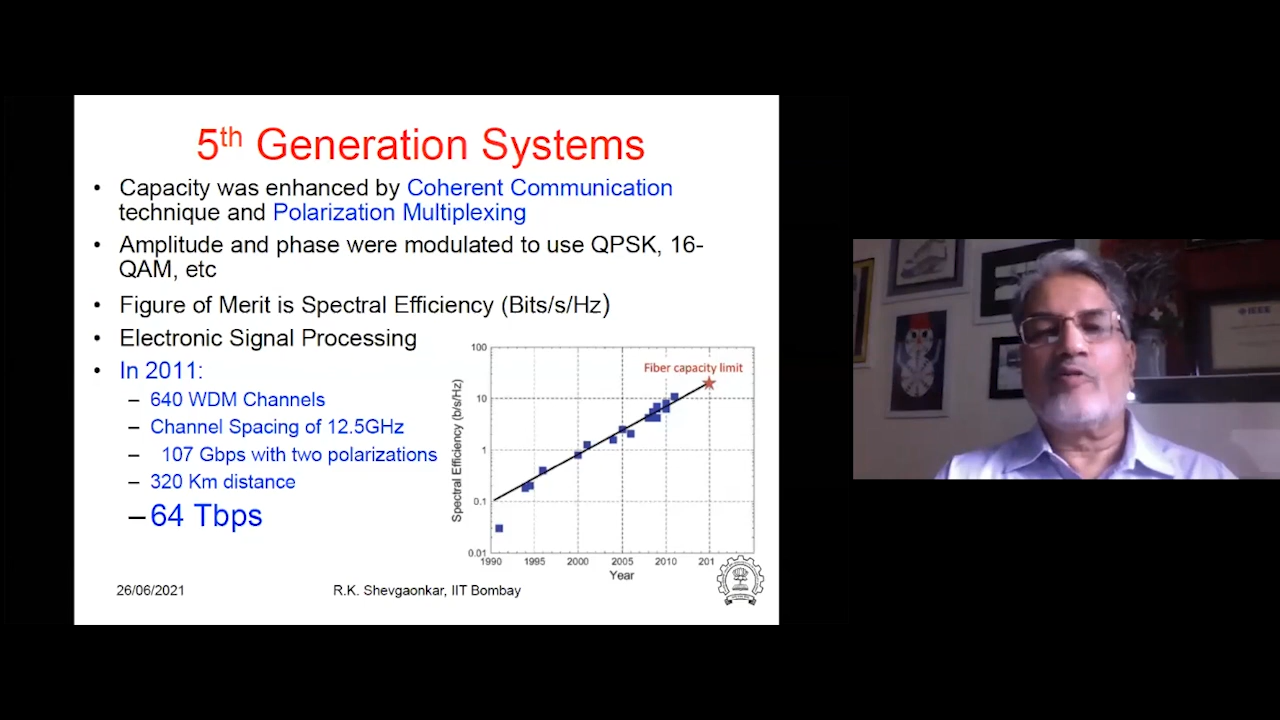 5th Generation Systems
• Capacity was enhanced by Coherent Communication
technique and Polarization Multiplexing
• Amplitude and phase were modulated to use QPSK, 16-
QAM, etc
• Figure of Merit is Spectral Efficiency (Bits/s/Hz)
• Electronic Signal Processing
• In 2011:
– 640 WDM Channels
– Channel Spacing of 12.5GHz
– 107 Gbps with two polarizations
– 320 Km distance
– 64 Tbps
Fiber capacity limit
Spectral Efficiency (b/s/Hz)
100
10
1
0.1
0.01
1990 1995 2000 2005 2010 201
Year
26/06/2021 R.K. Shevgaonkar, IIT Bombay
IEEE